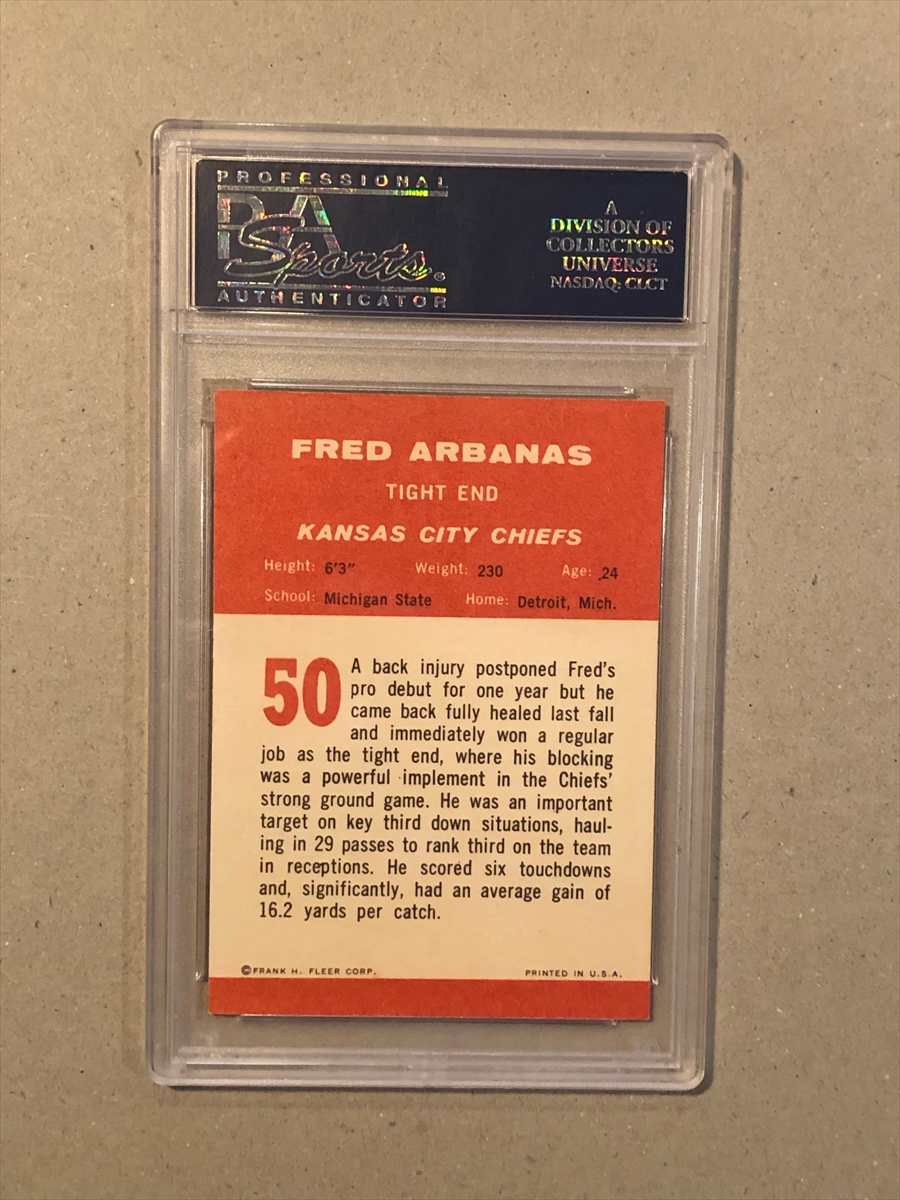 PROFESSIONAL
PSA
Sports®
AUTHENTICATOR
A
DIVISION OF
COLLECTORS
UNIVERSE
NASDAQ: CLCT
FRED ARBANAS
TIGHT END
KANSAS CITY CHIEFS
Height: 6'3" Weight: 230 Age: 24
School: Michigan State Home: Detroit, Mich.
50
A back injury postponed Fred's
pro debut for one year but he
came back fully healed last fall
and immediately won a regular
job as the tight end, where his blocking
was a powerful implement in the Chiefs'
strong ground game. He was an important
target on key third down situations, haul-
ing in 29 passes to rank third on the team
in receptions. He scored six touchdowns
and, significantly, had an average gain of
16.2 yards per catch.
©FRANK H. FLEER CORP. PRINTED IN U.S.A.